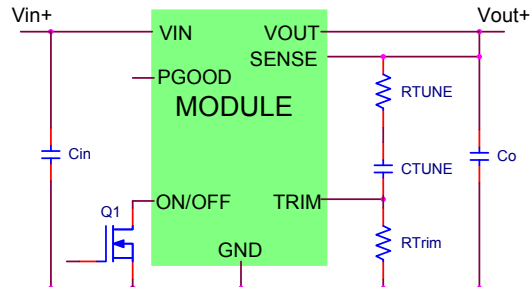 Vin+
Vout+
VIN
VOUT
SENSE
PGOOD
MODULE
RTUNE
Cin
CTUNE
Co
Q1
ON/OFF
TRIM
RTrim
GND